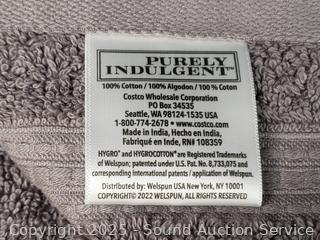 PURELY
INDULGENT™
100% Cotton / 100% Algodon / 100 % Coton
Costco Wholesale Corporation
PO Box 34535
Seattle, WA 98124-1535 USA
1-800-774-2678 • www.costco.com
Made in India, Hecho en India,
Fabriqué en Inde, RN# 108359
HYGRO® and HYGROCOTTON® are Registered Trademarks
of Welspun; patented under U.S. Pat. No. 8,733,075 and
corresponding international patents / application of Welspun.
Distributed by: Welspun USA New York, NY 10001
COPYRIGHT© 2022 WELSPUN, ALL RIGHTS RESERVED
Copyright 2025, Sound Auction Service